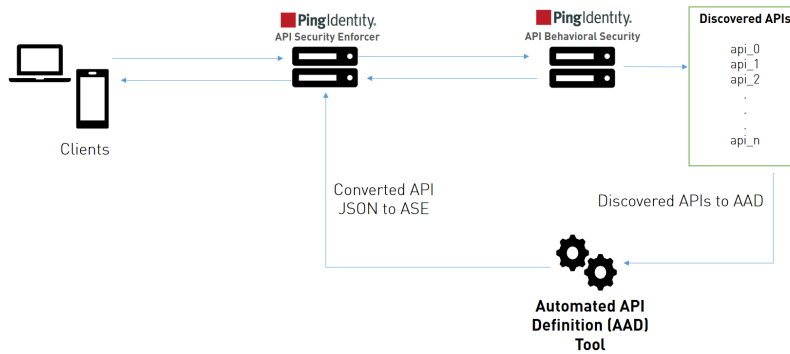 PingIdentity.
API Security Enforcer
PingIdentity.
API Behavioral Security
Discovered APIs
api_0
api_1
api_2
.
.
.
api_n
Clients
Converted API
JSON to ASE
Discovered APIs to AAD
Automated API
Definition (AAD)
Tool